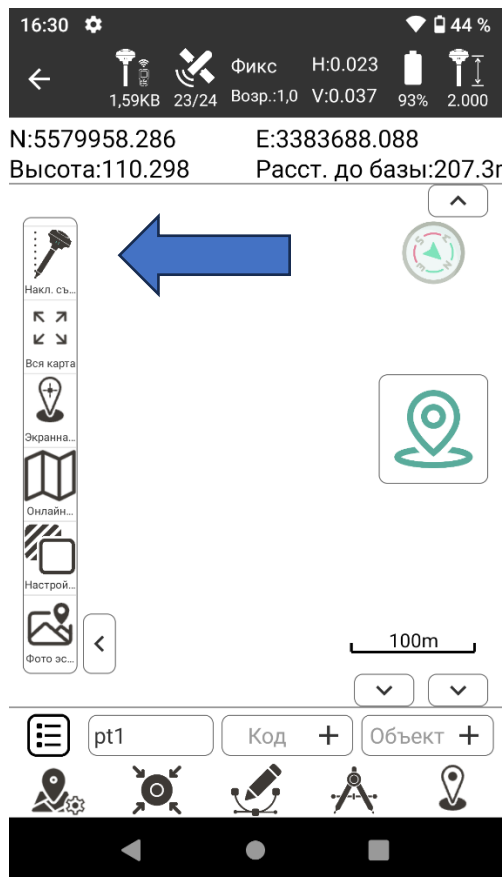 16:30 44 %
Фикс H:0.023
1,59KB 23/24 Возр.:1,0 V:0.037 93% 2.000
N:5579958.286 E:3383688.088
Высота:110.298 Расст. до базы:207.3m
Накл. съ...
Вся карта
Экранна...
Онлайн...
Настрой...
Фото эс...
100m
pt1 Код + Объект +